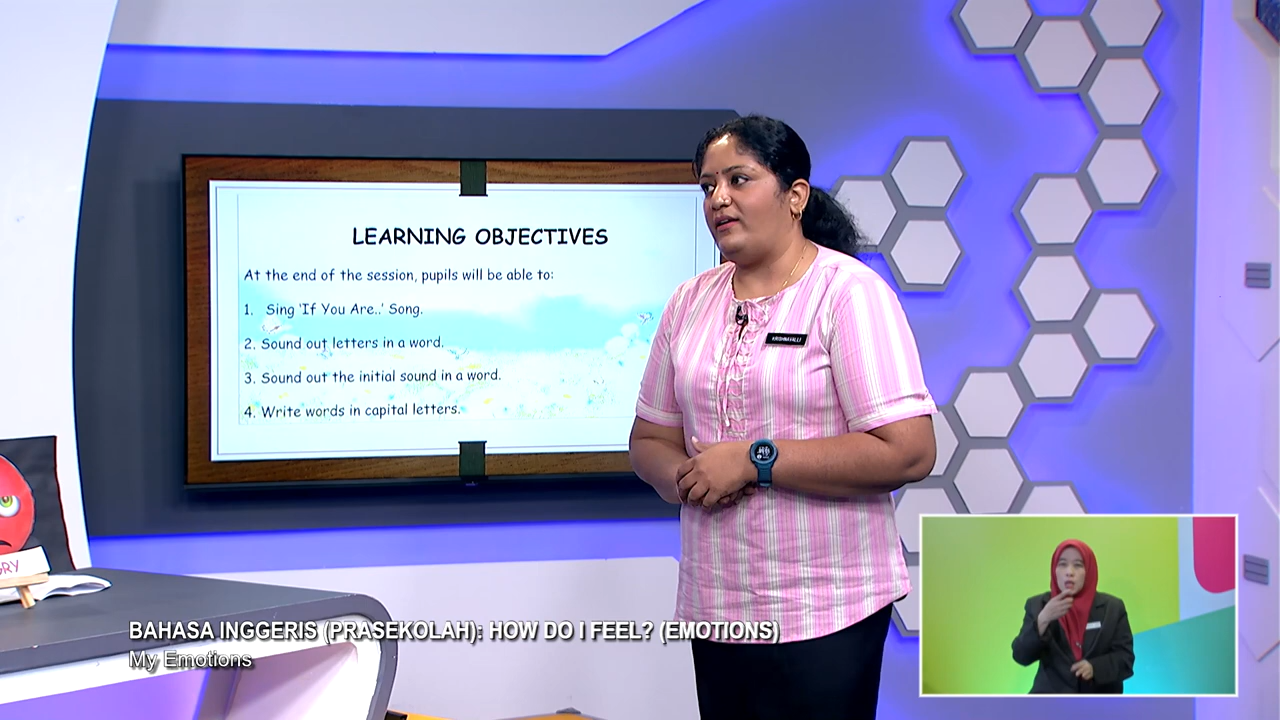 LEARNING OBJECTIVES
At the end of the session, pupils will be able to:
1. Sing 'If You Are..' Song.
2. Sound out letters in a word.
3. Sound out the initial sound in a word.
4. Write words in capital letters.
KRISHNAVALLI
GRY
BAHASA INGGERIS (PRASEKOLAH): HOW DO I FEEL? (EMOTIONS)
My Emotions